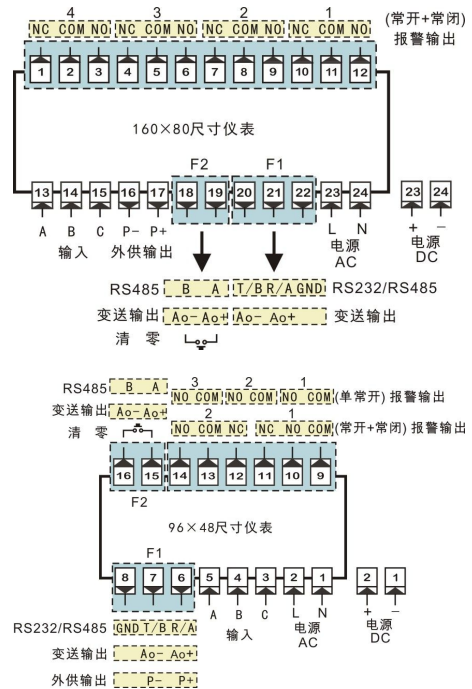 4 3 2 1
NC COM NO NC COM NO NC COM NO NC COM NO (常开+常闭)
报警输出
1 2 3 4 5 6 7 8 9 10 11 12
160×80尺寸仪表
F2 F1
13 14 15 16 17 18 19 20 21 22 23 24 23 24
A B C P- P+ L N + -
输入 外供输出 电源 AC 电源 DC
RS485 B A T/B R/A GND RS232/RS485
变送输出 Ao- Ao+ Ao- Ao+ 变送输出
清 零
RS485 B A 3 2 1
变送输出 Ao- Ao+ NO COM NO COM NO COM (单常开) 报警输出
清 零 2 1
NO COM NC NC NO COM (常开+常闭) 报警输出
16 15 14 13 12 11 10 9
F2
96×48尺寸仪表
F1
8 7 6 5 4 3 2 1 2 1
A B C L N + -
输入 电源 AC 电源 DC
RS232/RS485 GND T/B R/A
变送输出 Ao- Ao+
外供输出 P- P+